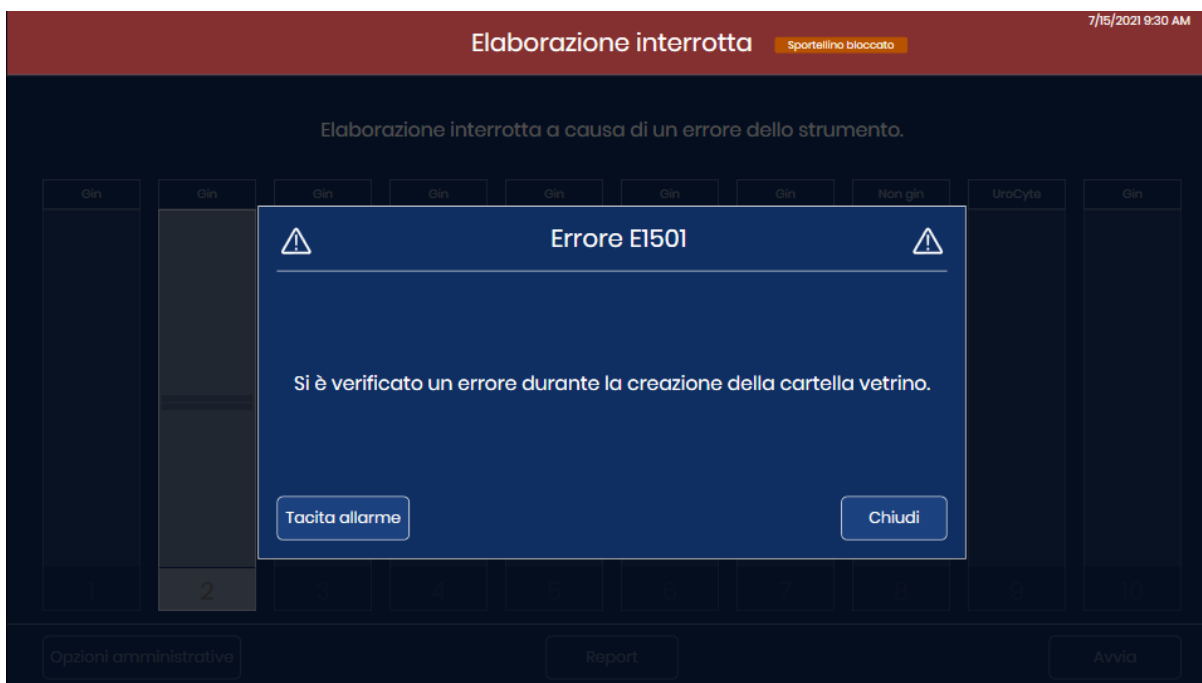 7/15/2021 9:30 AM
Elaborazione interrotta
Sportellino bloccato
Elaborazione interrotta a causa di un errore dello strumento.
Gin Gin Gin Gin Gin Gin Gin Non gin UroCyte Gin
Errore E1501
Si è verificato un errore durante la creazione della cartella vetrino.
Tacita allarme Chiudi
1 2 3 4 5 6 7 8 9 10
Opzioni amministrative Report Avvia